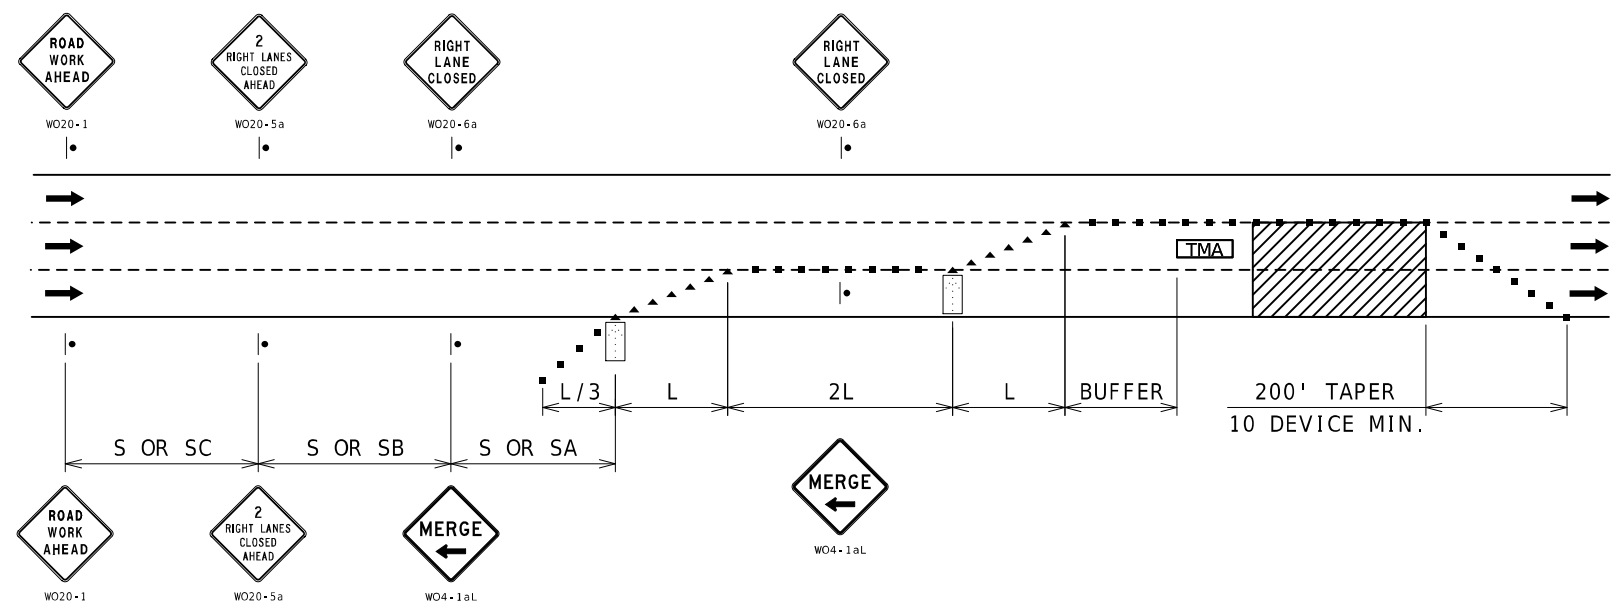 ROAD
WORK
AHEAD
WO20-1
2
RIGHT LANES
CLOSED
AHEAD
WO20-5a
RIGHT
LANE
CLOSED
WO20-6a
RIGHT
LANE
CLOSED
WO20-6a
TMA
L/3
L
2L
L
BUFFER
200' TAPER
10 DEVICE MIN.
S OR SC
S OR SB
S OR SA
ROAD
WORK
AHEAD
WO20-1
2
RIGHT LANES
CLOSED
AHEAD
WO20-5a
MERGE
WO4-1aL
MERGE
WO4-1aL